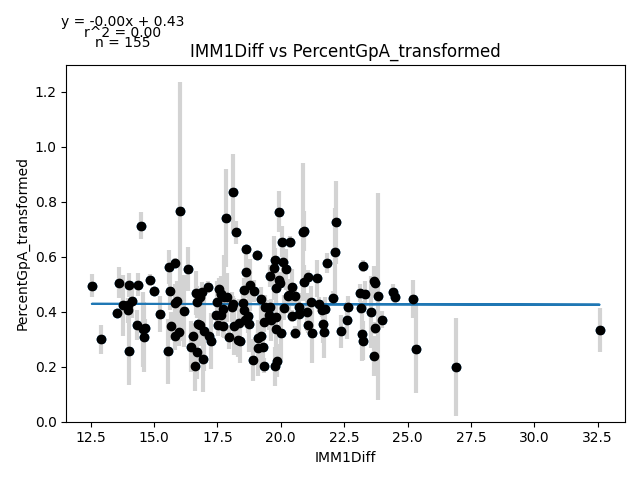 y = -0.00x + 0.43
r^2 = 0.00
n = 155
IMM1Diff vs PercentGpA_transformed
PercentGpA_transformed
1.2
1.0
0.8
0.6
0.4
0.2
0.0
12.5 15.0 17.5 20.0 22.5 25.0 27.5 30.0 32.5
IMM1Diff